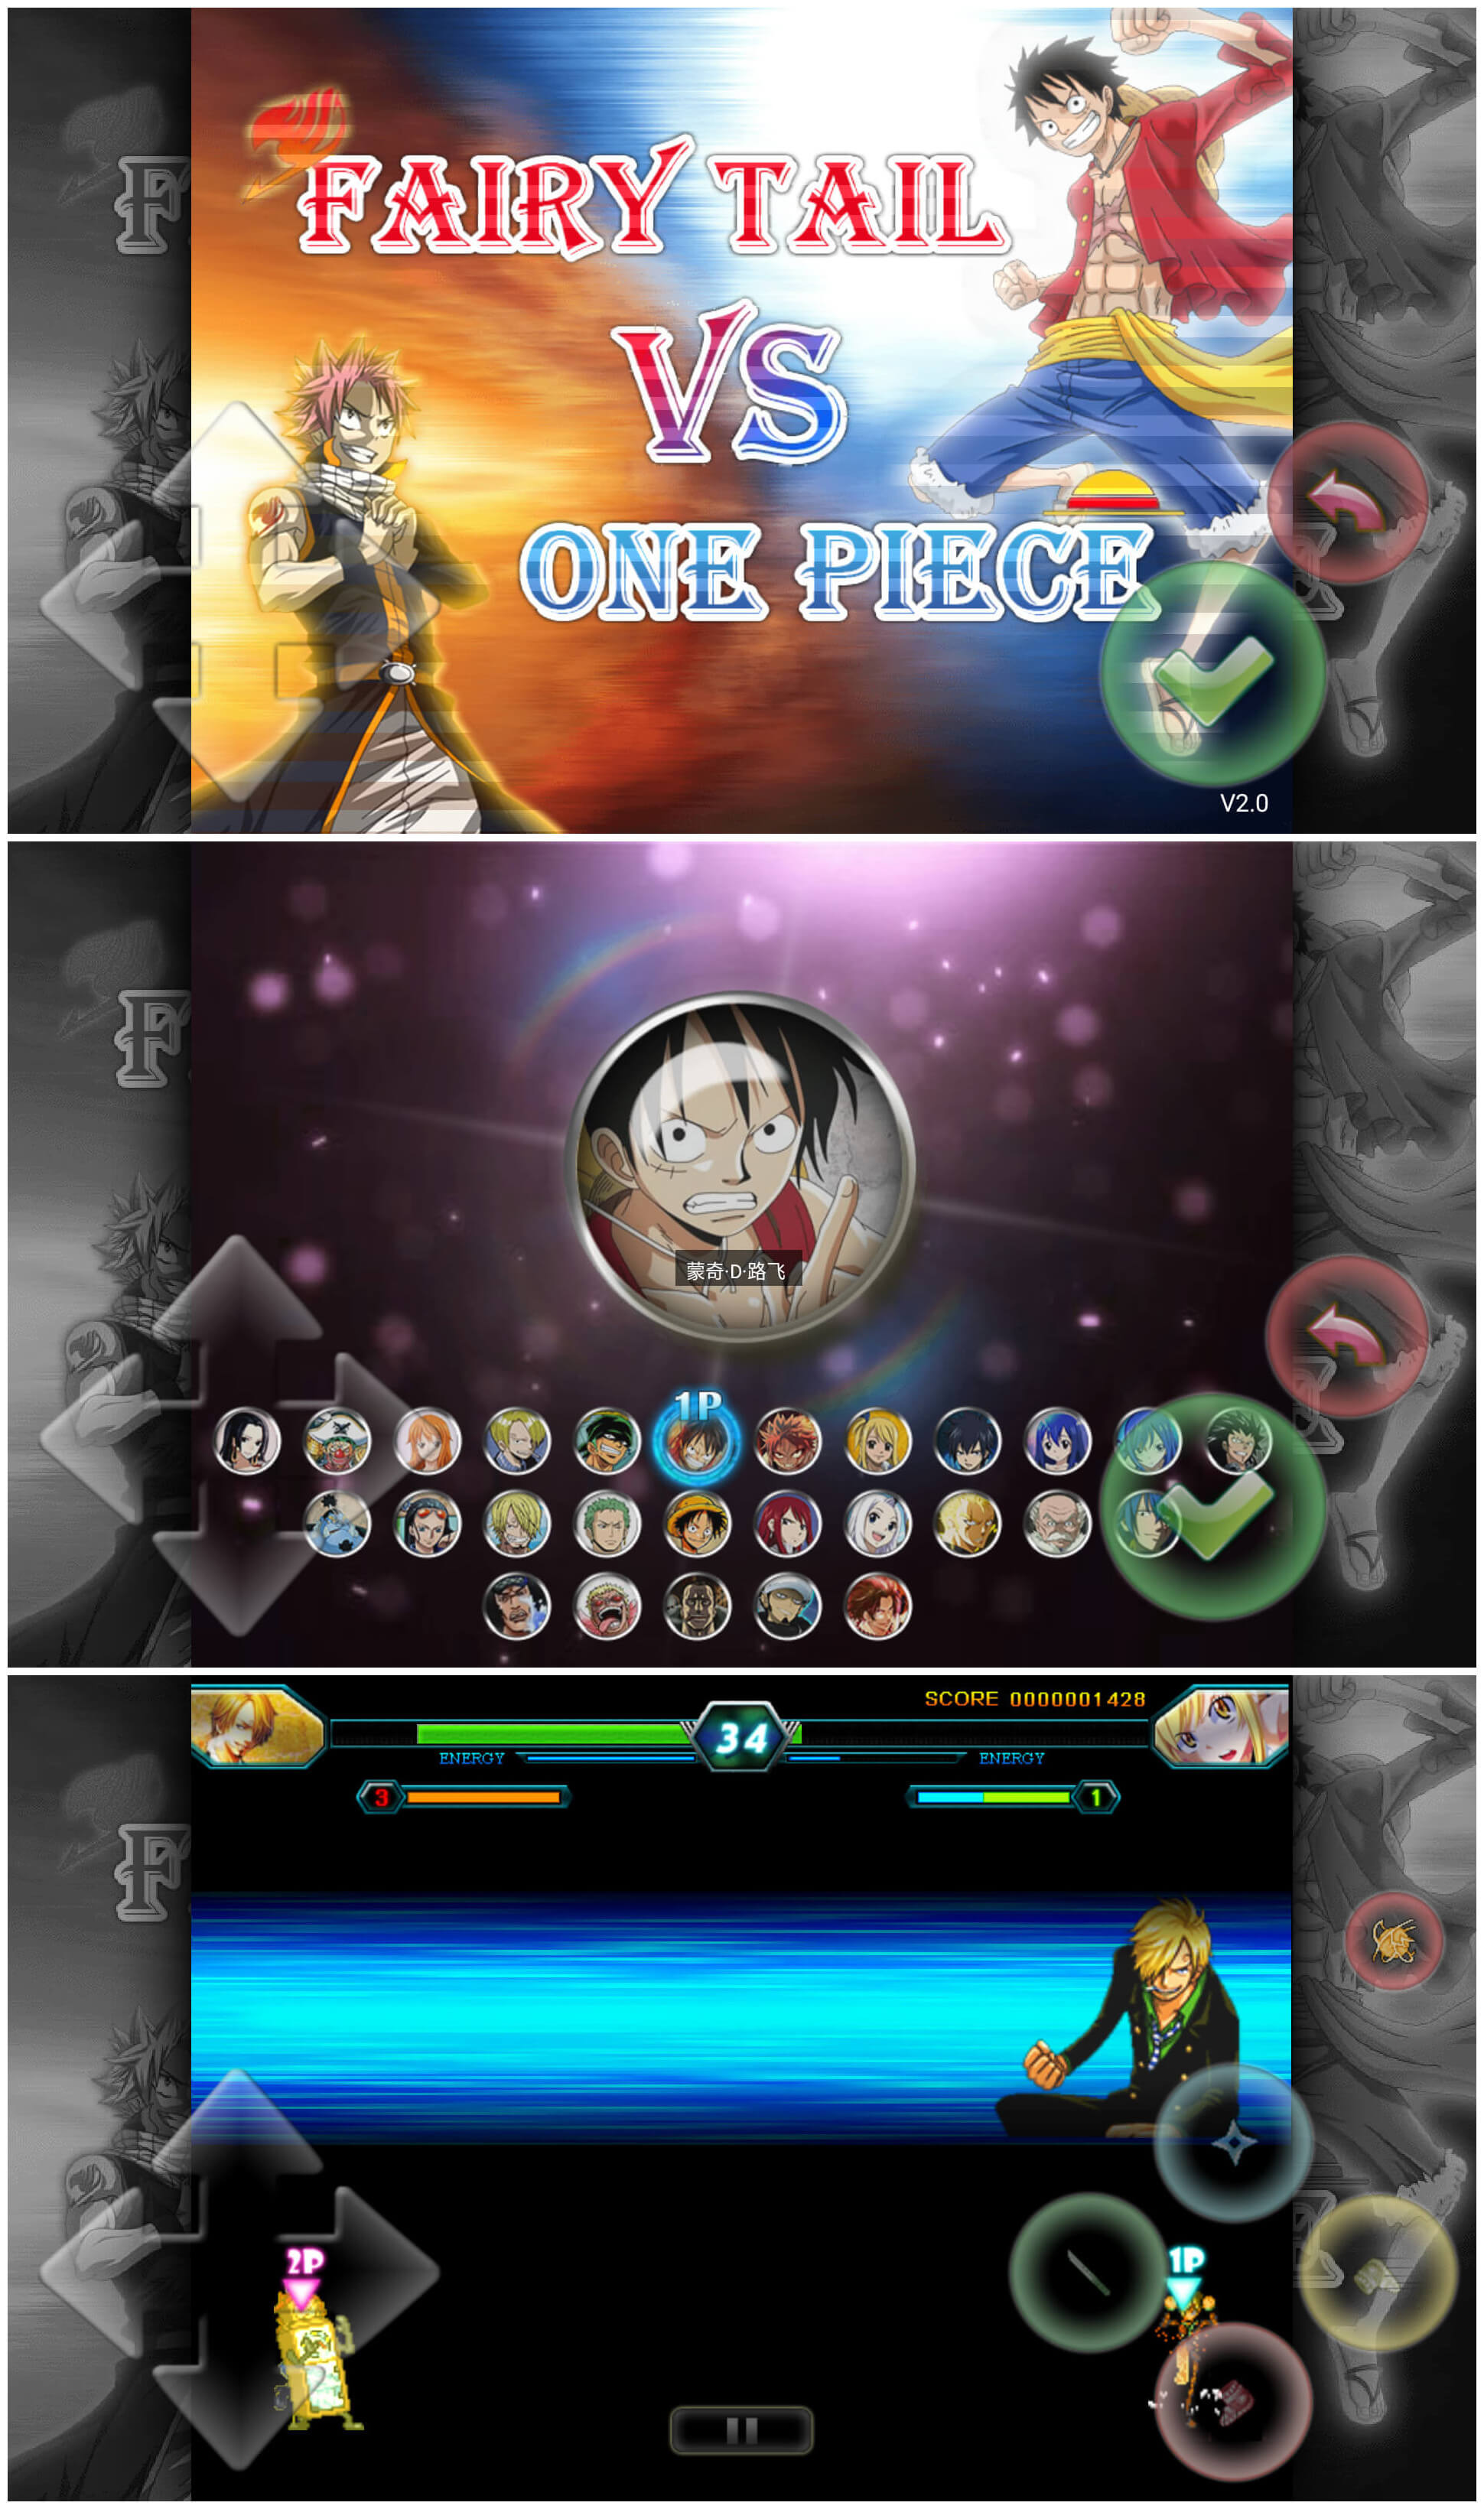 FAIRY TAIL
VS
ONE PIECE
V2.0
F
F
蒙奇·D·路飞
1P
SCORE 0000001428
34
ENERGY
ENERGY
3
1
F
2P
1P